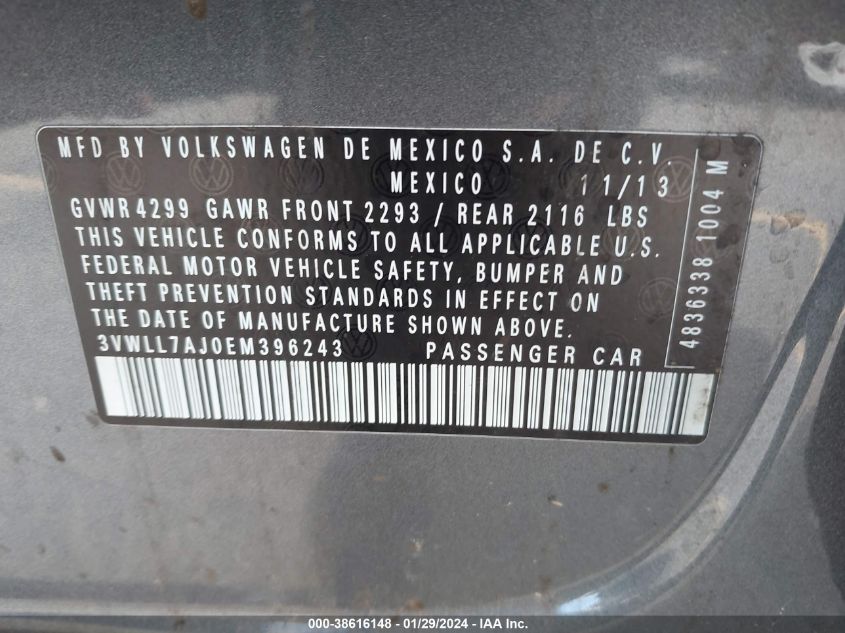 MFD BY VOLKSWAGEN DE MEXICO S.A. DE C.V.
MEXICO 11/13
GVWR 4299 GAWR FRONT 2293 / REAR 2116 LBS
THIS VEHICLE CONFORMS TO ALL APPLICABLE U.S.
FEDERAL MOTOR VEHICLE SAFETY, BUMPER AND
THEFT PREVENTION STANDARDS IN EFFECT ON
THE DATE OF MANUFACTURE SHOWN ABOVE.
3VWLL7AJ0EM396243 PASSENGER CAR
4836338 1004 M
000-38616148 - 01/29/2024 - IAA Inc.